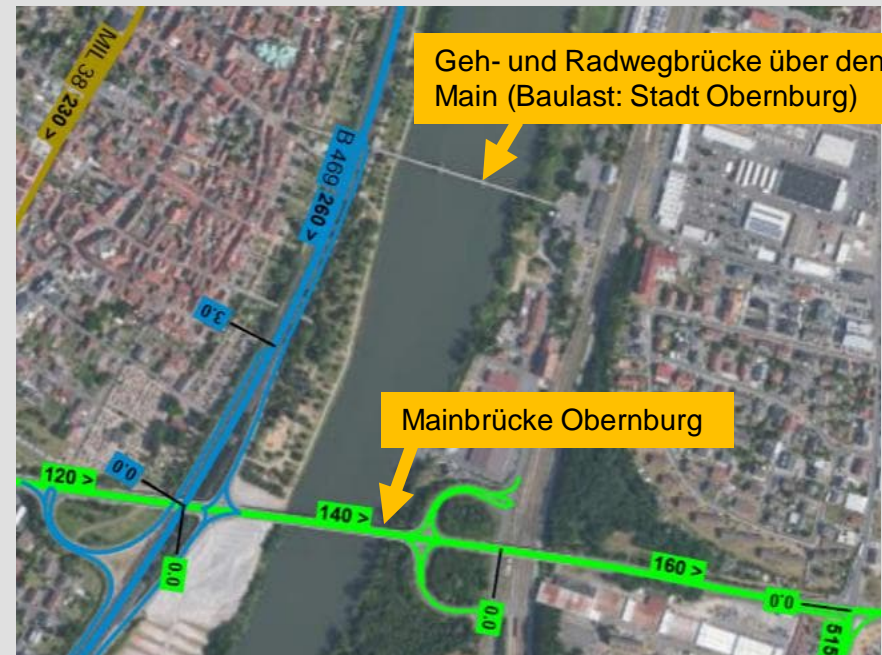 Geh- und Radwegbrücke über den
Main (Baulast: Stadt Obernburg)
MIL 38 230 >
B 469 260 >
3.0
Mainbrücke Obernburg
120 >
0.0
140 >
0.0
160 >
0.0
0.0
515